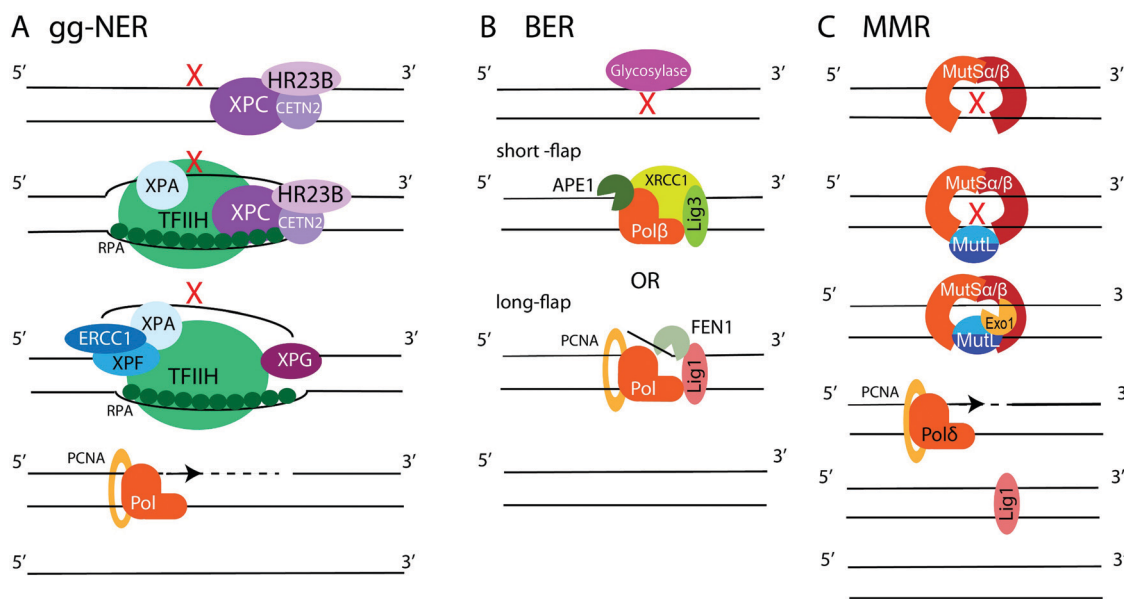 A gg-NER
5′ 3′
X
HR23B
XPC
CETN2
5′ 3′
X
XPA
HR23B
XPC
TFIIH
CETN2
RPA
X
5′ 3′
XPA
ERCC1
XPF
XPG
TFIIH
RPA
5′ 3′
PCNA
Pol
5′ 3′
B BER
5′ 3′
Glycosylase
X
short -flap
5′ 3′
APE1
XRCC1
Lig3
Polβ
OR
long-flap
5′ 3′
PCNA
FEN1
Pol
Lig1
5′ 3′
C MMR
5′ 3′
MutSα/β
X
5′ 3′
MutSα/β
X
MutL
5′ 3
MutSα/β
Exo1
MutL
5′ 3′
PCNA
Polδ
5′ 3′
Lig1
5′ 3′